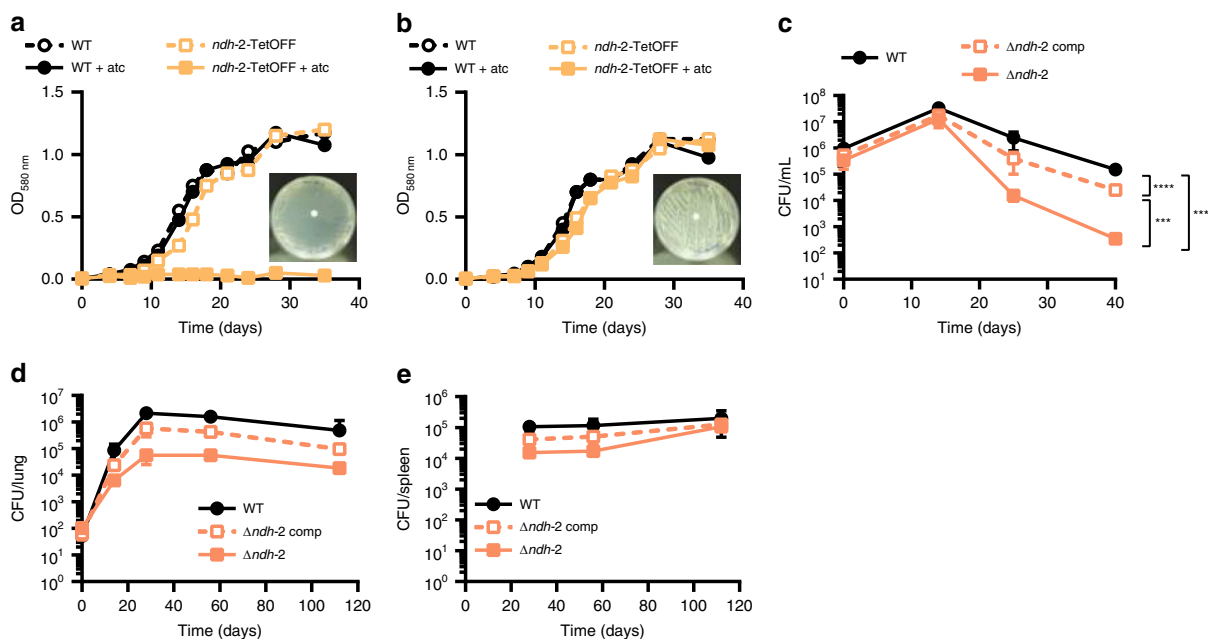 a
WT
ndh-2-TetOFF
WT + atc
ndh-2-TetOFF + atc
1.5
1.0
0.5
0.0
OD580 nm
0 10 20 30 40
Time (days)
b
WT
ndh-2-TetOFF
WT + atc
ndh-2-TetOFF + atc
1.5
1.0
0.5
0.0
OD580 nm
0 10 20 30 40
Time (days)
c
Δndh-2 comp
WT
Δndh-2
10^8
10^7
10^6
10^5
10^4
10^3
10^2
10^1
CFU/mL
****
***
***
0 10 20 30 40
Time (days)
d
10^7
10^6
10^5
10^4
10^3
10^2
10^1
10^0
CFU/lung
WT
Δndh-2 comp
Δndh-2
0 20 40 60 80 100 120
Time (days)
e
10^6
10^5
10^4
10^3
10^2
10^1
10^0
CFU/spleen
WT
Δndh-2 comp
Δndh-2
0 20 40 60 80 100 120
Time (days)